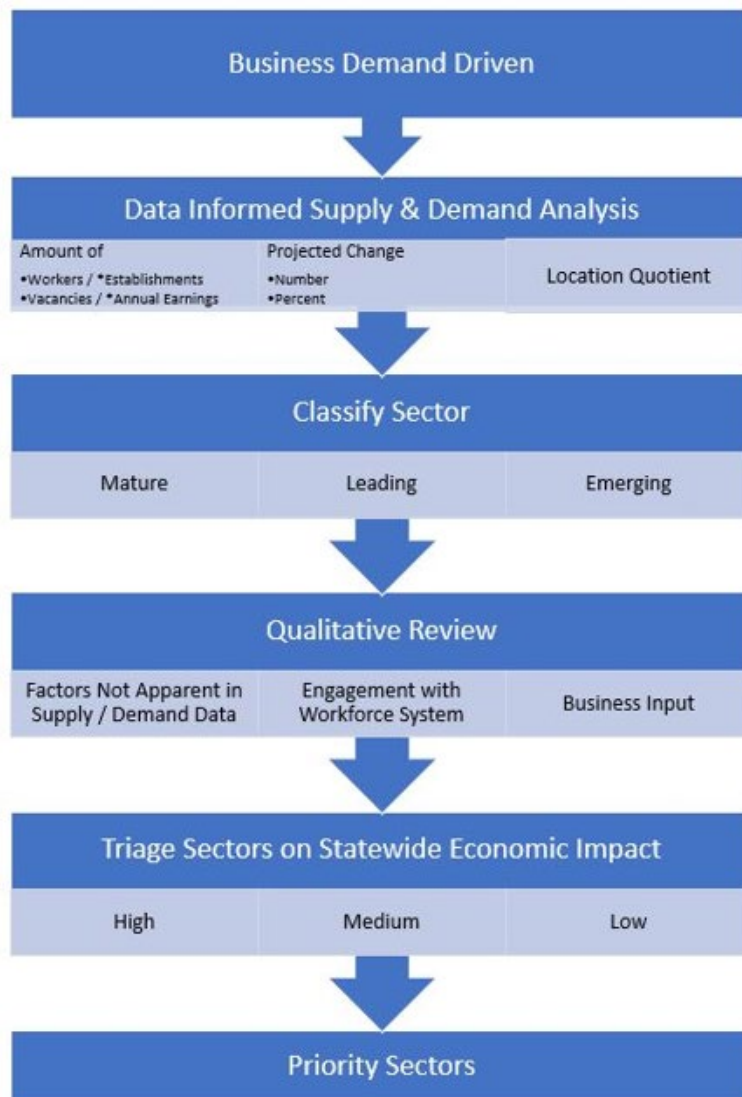 Business Demand Driven
Data Informed Supply & Demand Analysis
Amount of
•Workers / *Establishments
•Vacancies / *Annual Earnings
Projected Change
•Number
•Percent
Location Quotient
Classify Sector
Mature
Leading
Emerging
Qualitative Review
Factors Not Apparent in
Supply / Demand Data
Engagement with
Workforce System
Business Input
Triage Sectors on Statewide Economic Impact
High
Medium
Low
Priority Sectors